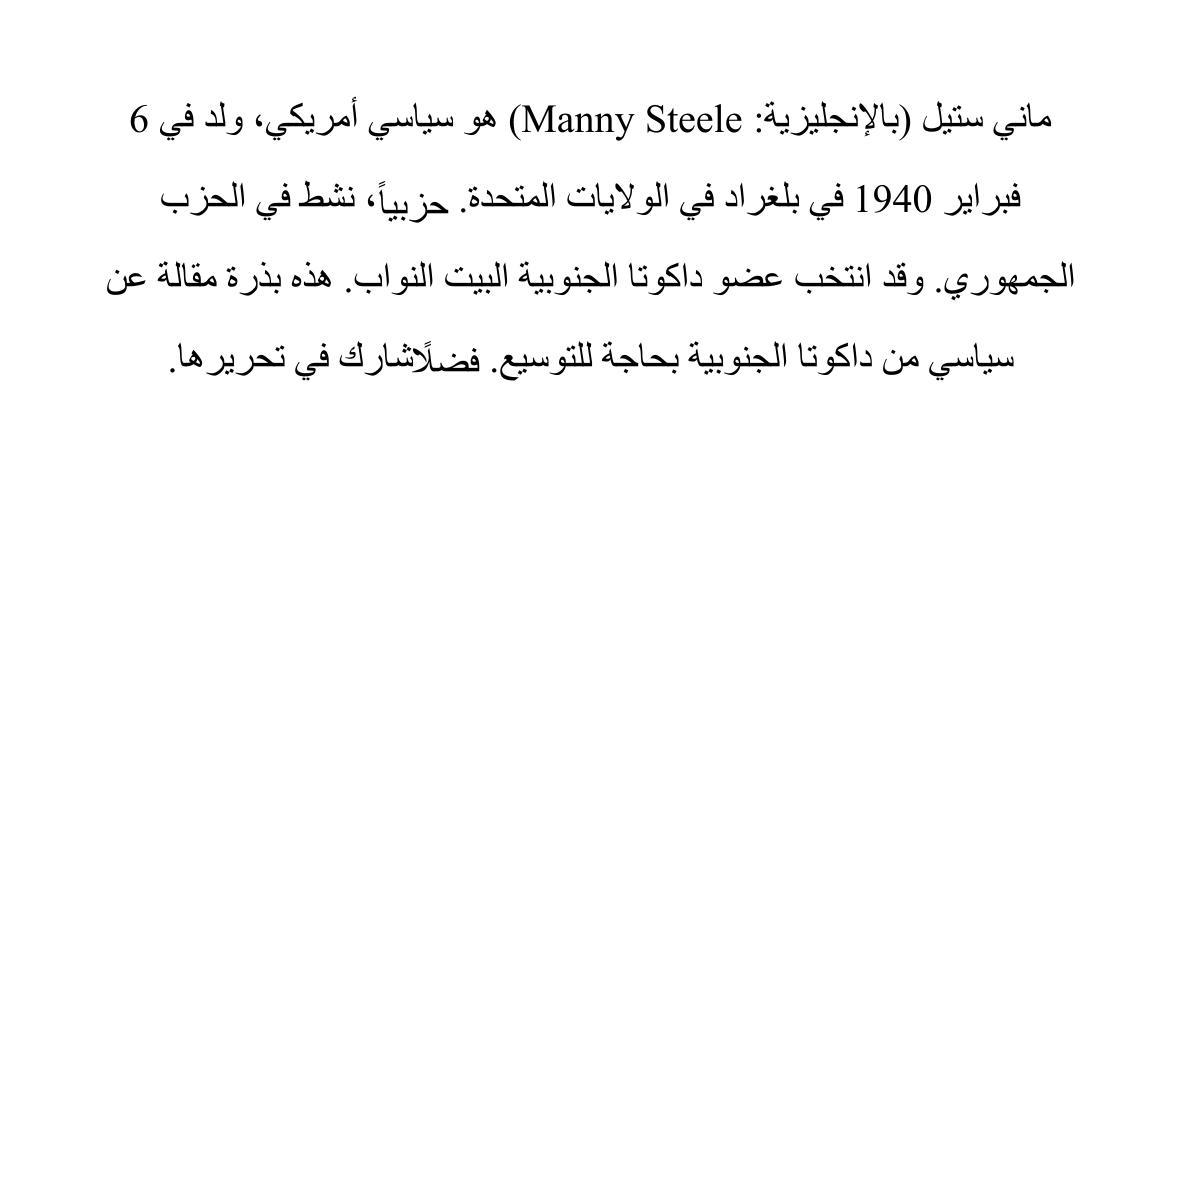 ماني ستيل (بالإنجليزية: Manny Steele) هو سياسي أمريكي، ولد في 6
فبراير 1940 في بلغراد في الولايات المتحدة. حزبياً، نشط في الحزب
الجمهوري. وقد انتخب عضو داكوتا الجنوبية البيت النواب. هذه بذرة مقالة عن
سياسي من داكوتا الجنوبية بحاجة للتوسيع. فضلًاشارك في تحريرها.